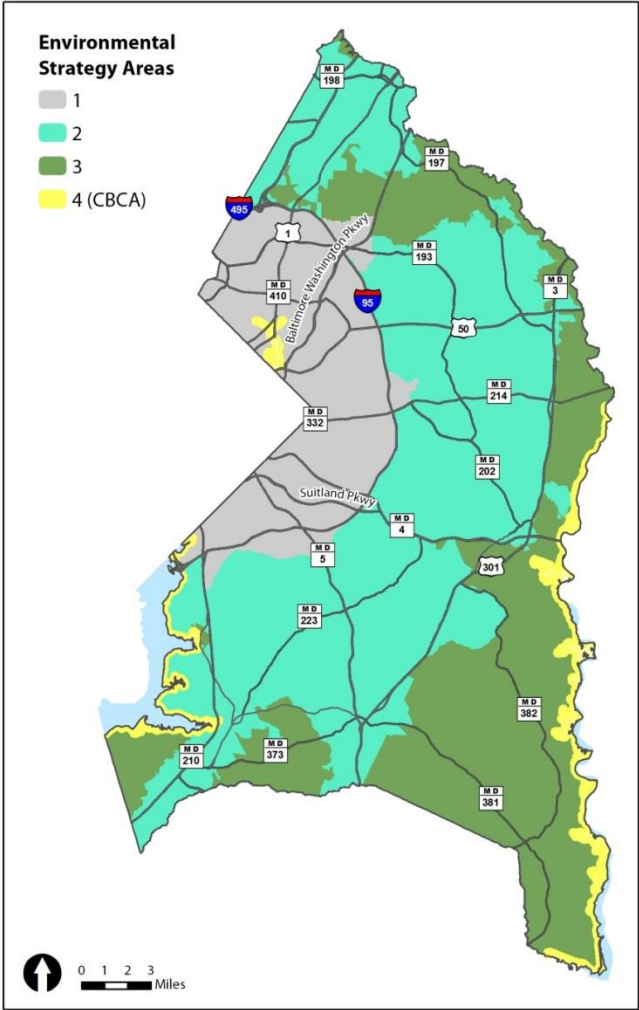 Environmental
Strategy Areas
1
2
3
4 (CBCA)
MD
198
MD
197
495
1
Baltimore Washington Pkwy
MD
193
MD
3
MD
410
95
50
MD
214
MD
332
MD
202
Suitland Pkwy
MD
4
MD
5
301
MD
223
MD
382
MD
210
MD
373
MD
381
0 1 2 3
Miles